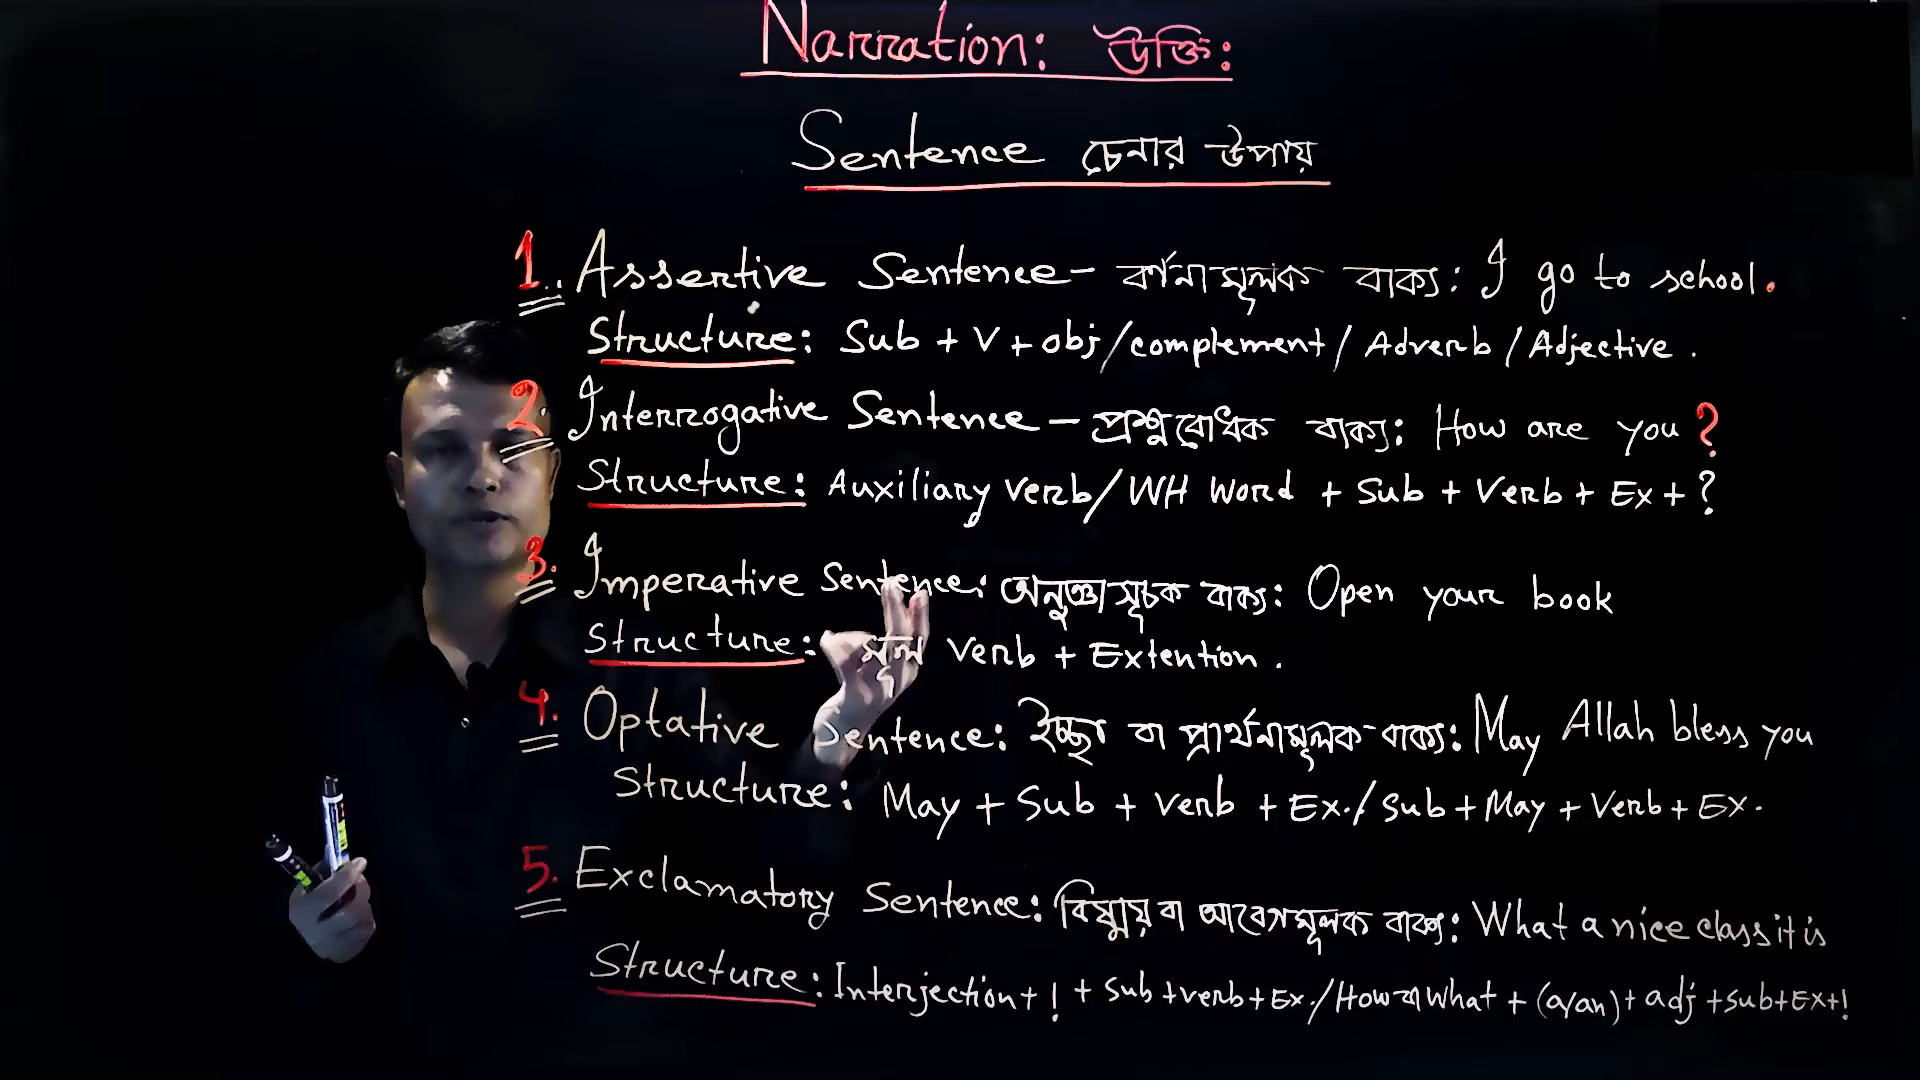 Narration: উক্তি:
Sentence চেনার উপায়
1. Assertive Sentence - বর্ণনামূলক বাক্য: I go to school.
Structure: Sub + V + obj/complement/Adverb/Adjective.
2. Interrogative Sentence - প্রশ্নবোধক বাক্য: How are you?
Structure: Auxiliary verb/WH Word + Sub + Verb + Ex + ?
3. Imperative Sentence: অনুজ্ঞাসূচক বাক্য: Open your book
Structure: মূল Verb + Extention.
4. Optative Sentence: ইচ্ছা বা প্রার্থনামূলক-বাক্য: May Allah bless you
Structure: May + Sub + verb + Ex./Sub + May + Verb + Ex.
5. Exclamatory Sentence: বিষ্ময় বা আবেগমূলক বাক্য: What a nice class it is
Structure: Interjection + ! + Sub + verb + Ex./How বা What + (a/an) + adj + sub + Ex + !